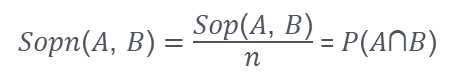 Sopn(A, B) = Sop(A, B) / n = P(A∩B)